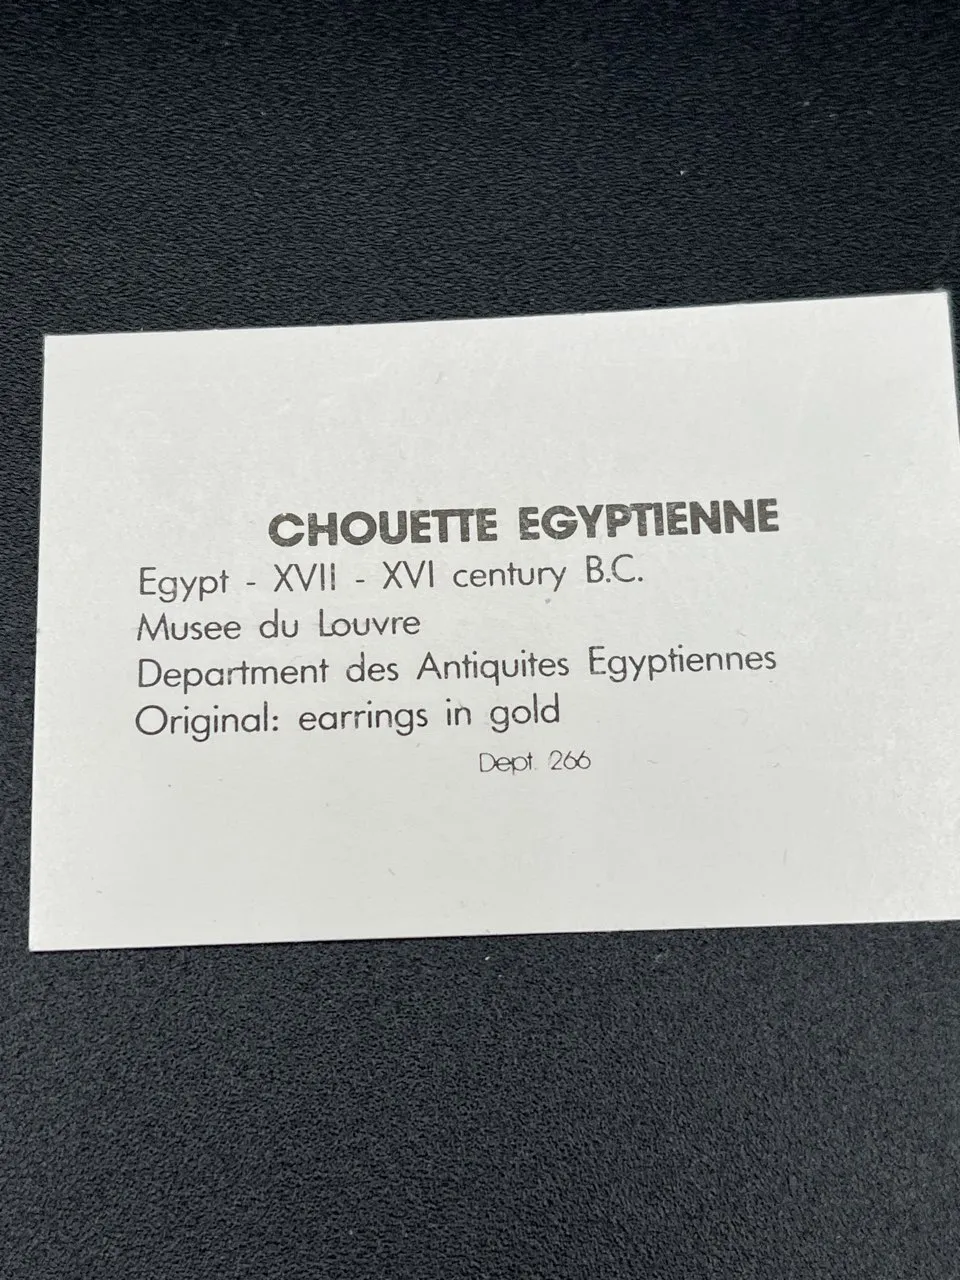 CHOUETTE EGYPTIENNE
Egypt - XVII - XVI century B.C.
Musee du Louvre
Department des Antiquites Egyptiennes
Original: earrings in gold
Dept. 266